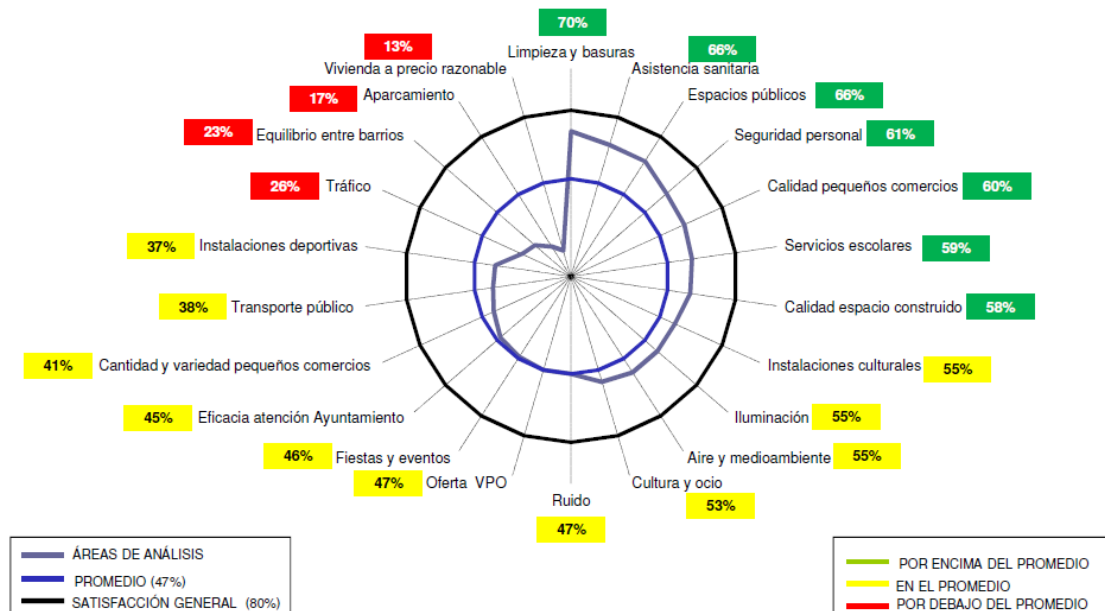 70%
Limpieza y basuras
66%
Asistencia sanitaria
66%
Espacios públicos
61%
Seguridad personal
60%
Calidad pequeños comercios
59%
Servicios escolares
58%
Calidad espacio construido
55%
Instalaciones culturales
55%
Iluminación
55%
Aire y medioambiente
53%
Cultura y ocio
47%
Ruido
47%
Oferta VPO
46%
Fiestas y eventos
45%
Eficacia atención Ayuntamiento
41%
Cantidad y variedad pequeños comercios
38%
Transporte público
37%
Instalaciones deportivas
26%
Tráfico
23%
Equilibrio entre barrios
17%
Aparcamiento
13%
Vivienda a precio razonable
ÁREAS DE ANÁLISIS
PROMEDIO (47%)
SATISFACCIÓN GENERAL (80%)
POR ENCIMA DEL PROMEDIO
EN EL PROMEDIO
POR DEBAJO DEL PROMEDIO